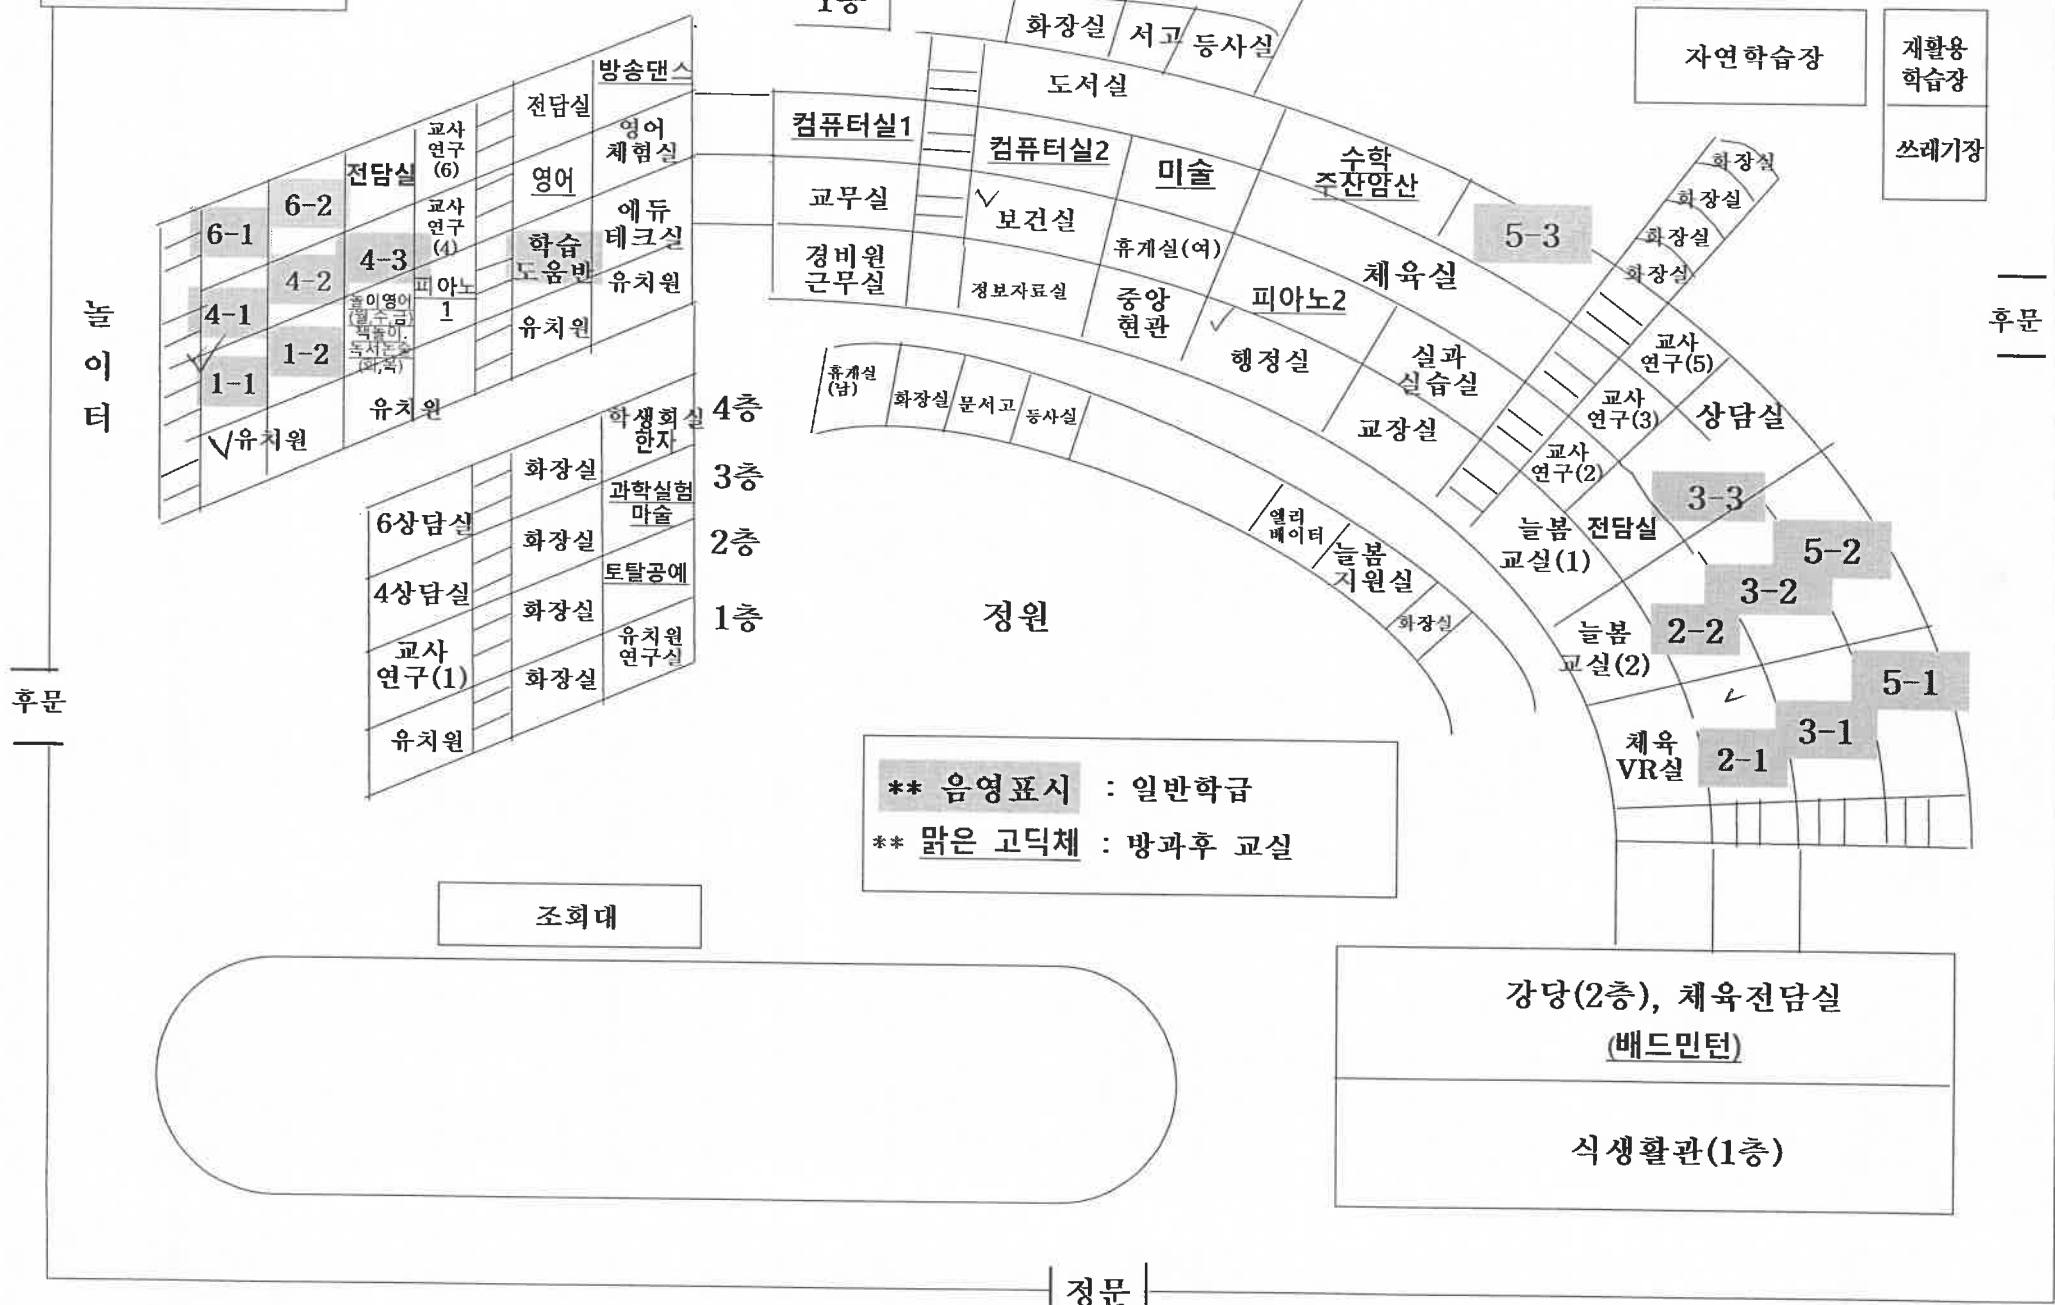 1층
화장실
서고
등사실
자연학습장
재활용
학습장
쓰레기장
방송댄스
전담실
도서실
교사
연구
(6)
영어
체험실
컴퓨터실1
컴퓨터실2
미술
수학
주산암산
화장실
화장실
화장실
화장실
전담실
영어
6-2
6-1
교사
연구
(4)
에듀
테크실
교무실
보건실
휴게실(여)
5-3
4-3
학습
도움반
4-2
유치원
경비원
근무실
정보자료실
중앙
현관
피아노2
체육실
후문
놀
이
터
4-1
피아노
1
놀이영어
(월,수,금)
책놀이.
독서논술
(화,목)
유치원
1-2
1-1
행정실
실과
실습실
교사
연구(5)
교사
연구(3)
상담실
유치원
유치원
휴게실
(남)
화장실
문서고
등사실
교장실
교사
연구(2)
학생회실
한자
4층
화장실
3층
과학실험
마술
6상담실
화장실
2층
토탈공예
4상담실
화장실
1층
유치원
연구실
교사
연구(1)
화장실
유치원
정원
엘리
베이터
늘봄
지원실
화장실
늘봄
교실(1)
전담실
3-3
5-2
3-2
2-2
늘봄
교실(2)
5-1
3-1
2-1
체육
VR실
후문
** 음영표시 : 일반학급
** 맑은 고딕체 : 방과후 교실
조회대
강당(2층), 체육전담실
(배드민턴)
식생활관(1층)
정문